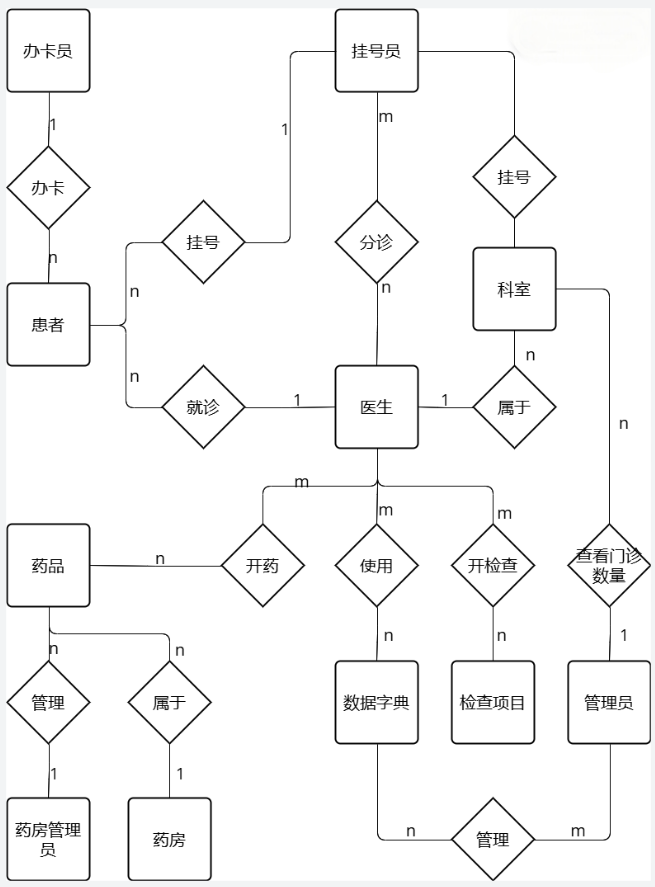 办卡员
挂号员
1
m
1
办卡
挂号
挂号
分诊
n
n
n
科室
患者
n
n
就诊
1
医生
1
属于
n
m
m
m
药品
n
开药
使用
开检查
查看门诊
数量
n
n
n
n
1
管理
属于
数据字典
检查项目
管理员
1
1
药房管理
员
药房
n
管理
m